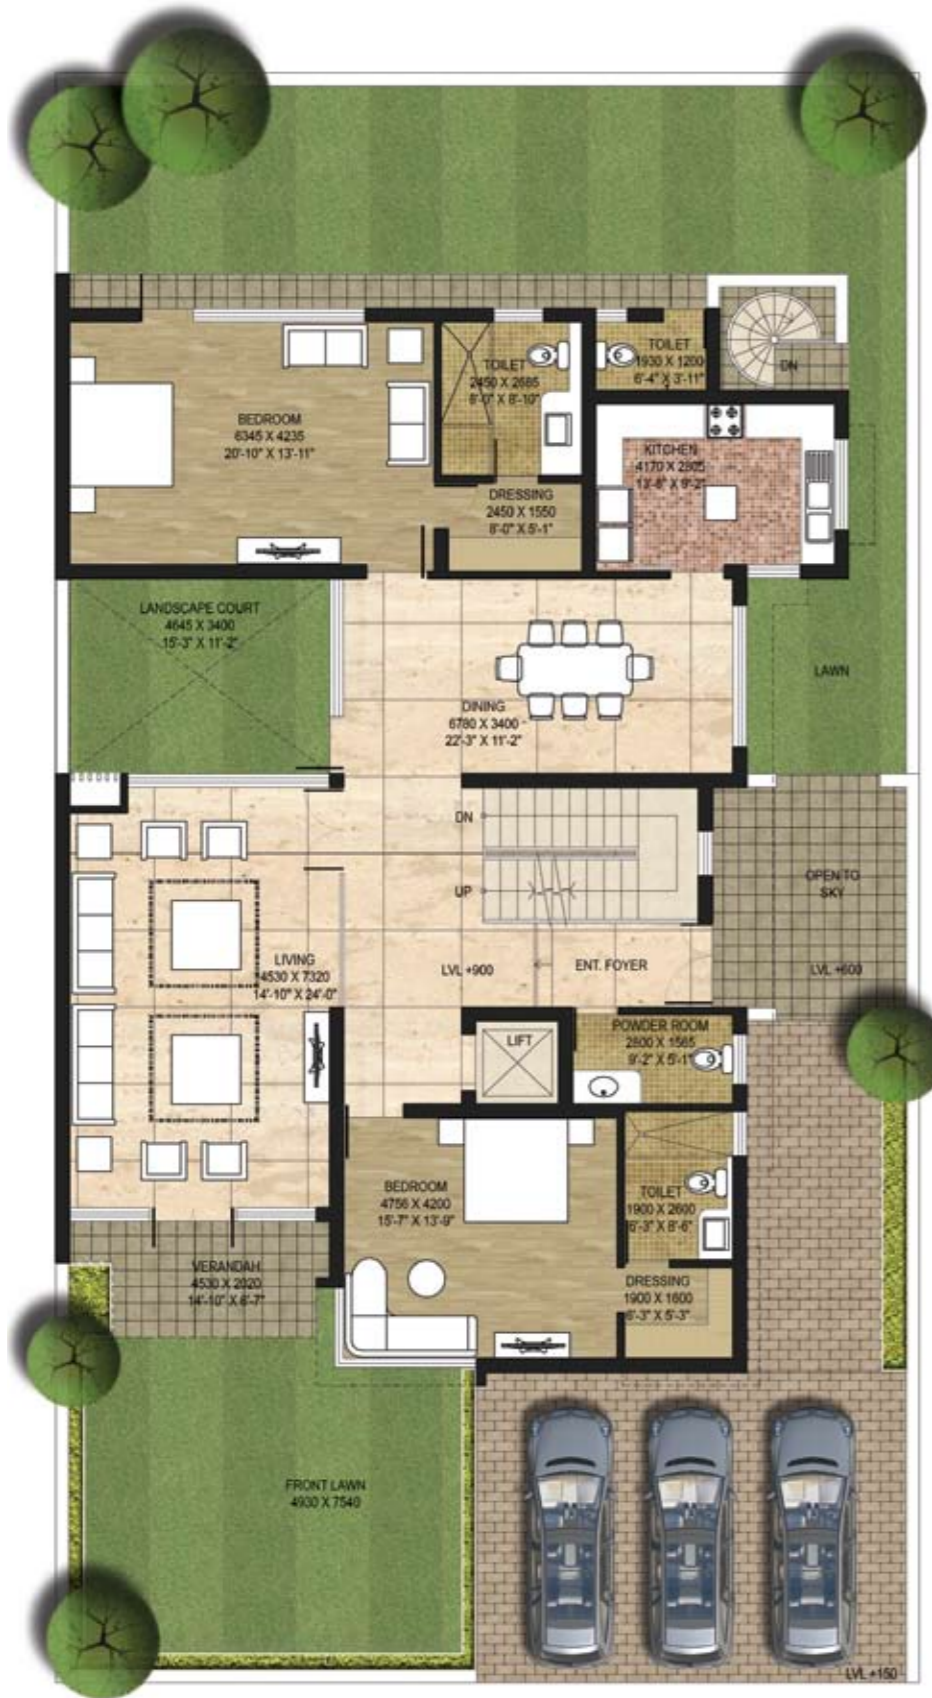 TOILET
2450 X 2685
8'-0" X 8'-10"
TOILET
1930 X 1200
6'-4" X 3'-11"
DN
BEDROOM
6345 X 4235
20'-10" X 13'-11"
KITCHEN
4170 X 2805
13'-8" X 9'-2"
DRESSING
2450 X 1550
8'-0" X 5'-1"
LANDSCAPE COURT
4645 X 3400
15'-3" X 11'-2"
LAWN
DINING
6780 X 3400
22'-3" X 11'-2"
DN
UP
OPEN TO
SKY
LIVING
4530 X 7320
14'-10" X 24'-0"
LVL +900
ENT. FOYER
LVL +600
LIFT
POWDER ROOM
2800 X 1565
9'-2" X 5'-1"
BEDROOM
4756 X 4200
15'-7" X 13'-9"
TOILET
1900 X 2600
6'-3" X 8'-6"
VERANDAH
4530 X 2020
14'-10" X 6'-7"
DRESSING
1900 X 1600
6'-3" X 5'-3"
FRONT LAWN
4930 X 7540
LVL +150